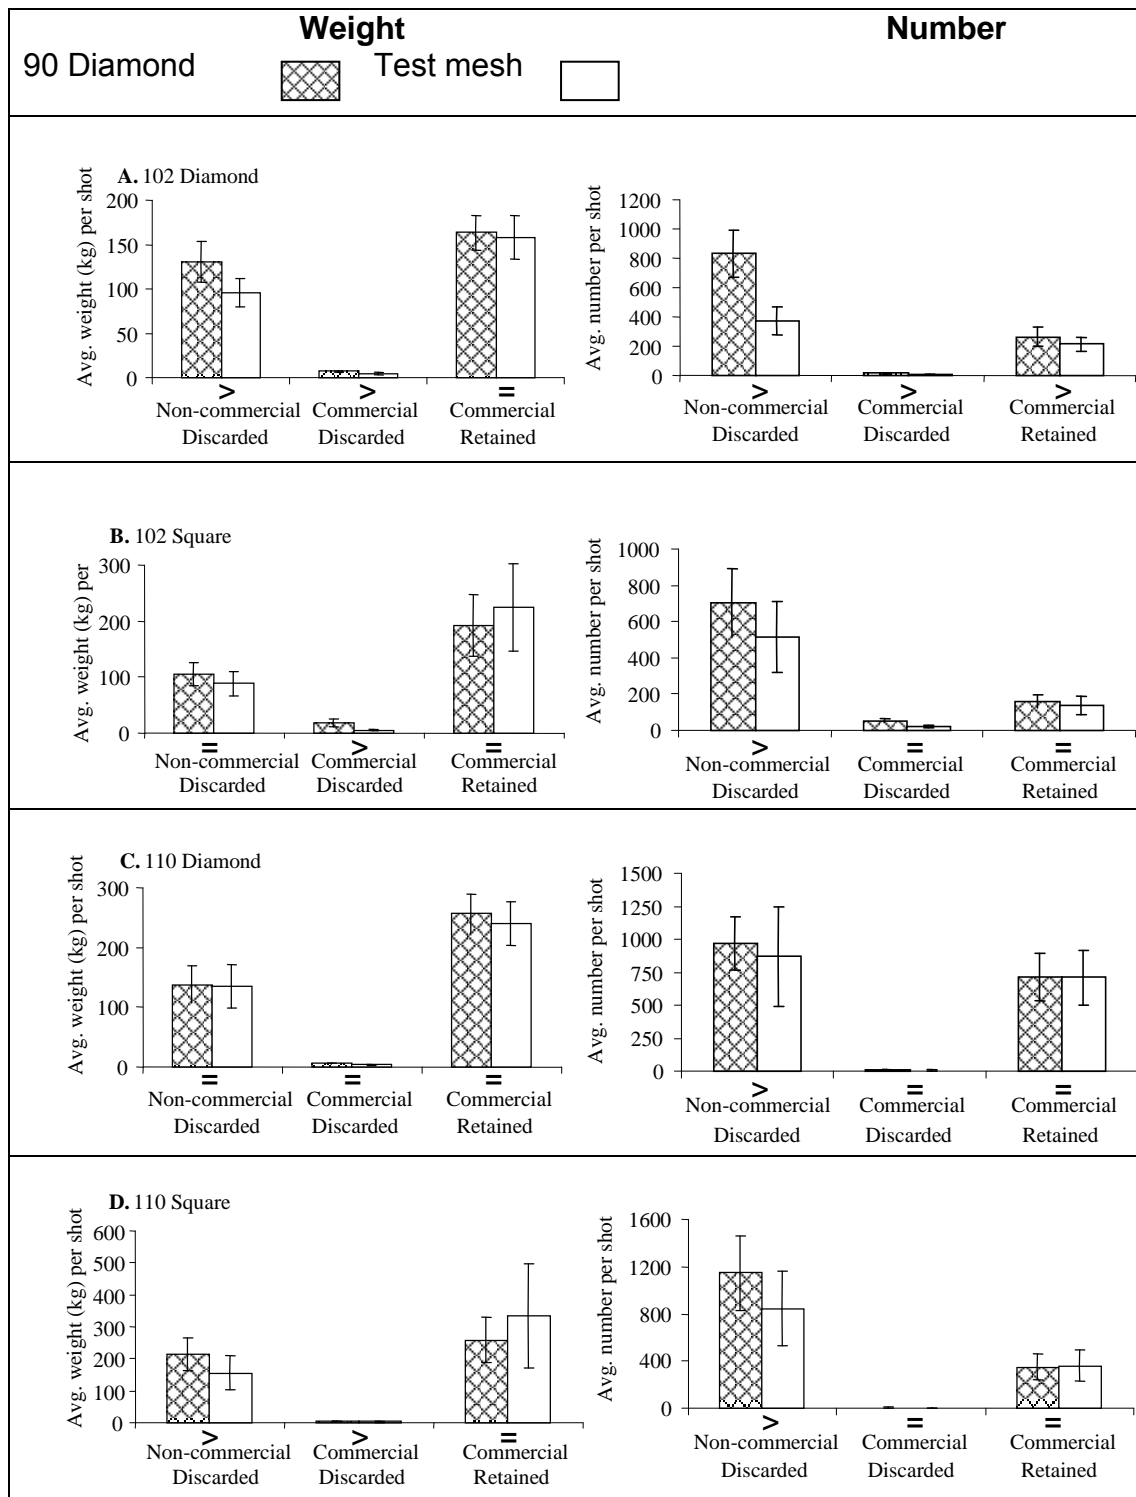 Weight Number
90 Diamond Test mesh
A. 102 Diamond
Avg. weight (kg) per shot
200
150
100
50
0
> > =
Non-commercial Commercial Commercial
Discarded Discarded Retained
Avg. number per shot
1200
1000
800
600
400
200
0
> > >
Non-commercial Commercial Commercial
Discarded Discarded Retained
B. 102 Square
Avg. weight (kg) per
300
200
100
0
= > =
Non-commercial Commercial Commercial
Discarded Discarded Retained
Avg. number per shot
1000
800
600
400
200
0
> = =
Non-commercial Commercial Commercial
Discarded Discarded Retained
C. 110 Diamond
Avg. weight (kg) per shot
300
200
100
0
= = =
Non-commercial Commercial Commercial
Discarded Discarded Retained
Avg. number per shot
1500
1250
1000
750
500
250
0
> = =
Non-commercial Commercial Commercial
Discarded Discarded Retained
D. 110 Square
Avg. weight (kg) per shot
600
500
400
300
200
100
0
> > =
Non-commercial Commercial Commercial
Discarded Discarded Retained
Avg. number per shot
1600
1200
800
400
0
> = =
Non-commercial Commercial Commercial
Discarded Discarded Retained